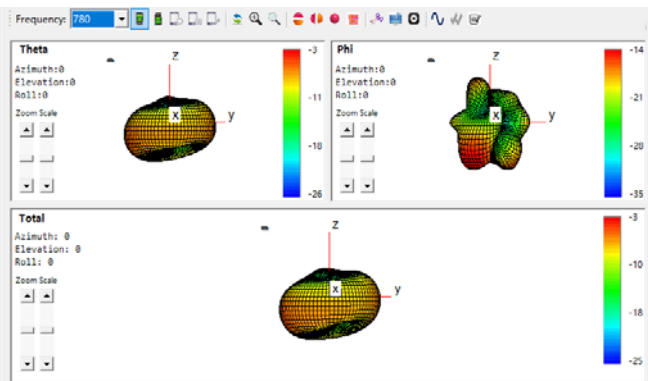 Frequency: 780
Theta
Azimuth:0
Elevation:0
Roll:0
Zoom Scale
z
x
y
-3
-11
-18
-26
Phi
Azimuth:0
Elevation:0
Roll:0
Zoom Scale
z
x
y
-14
-21
-28
-35
Total
Azimuth: 0
Elevation: 0
Roll: 0
Zoom Scale
z
x
y
-3
-10
-18
-25